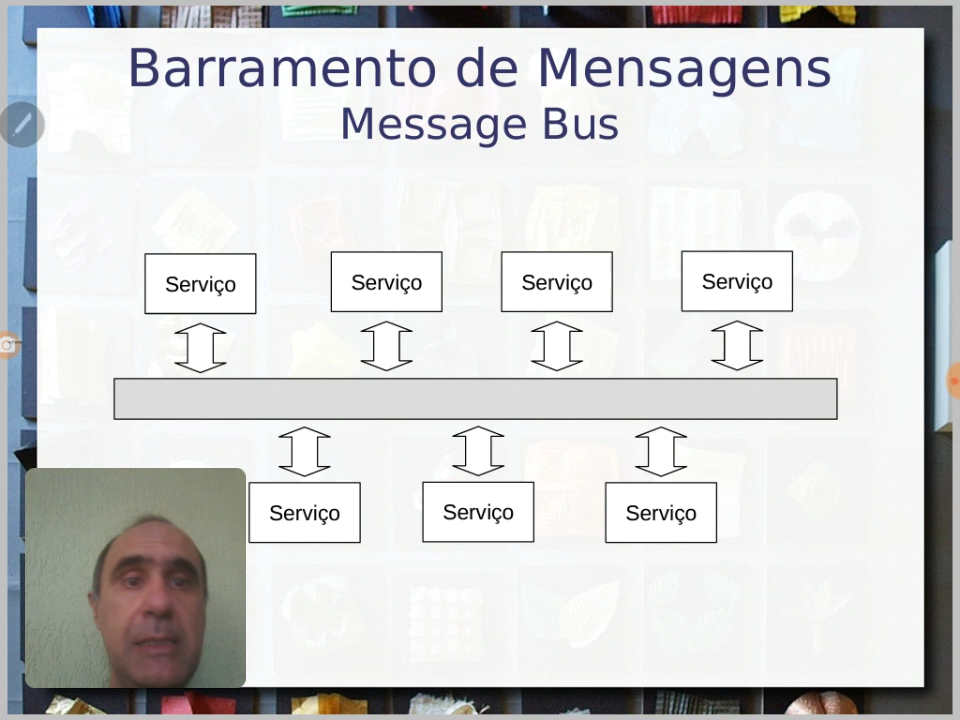 Barramento de Mensagens
Message Bus
Serviço
Serviço
Serviço
Serviço
Serviço
Serviço
Serviço